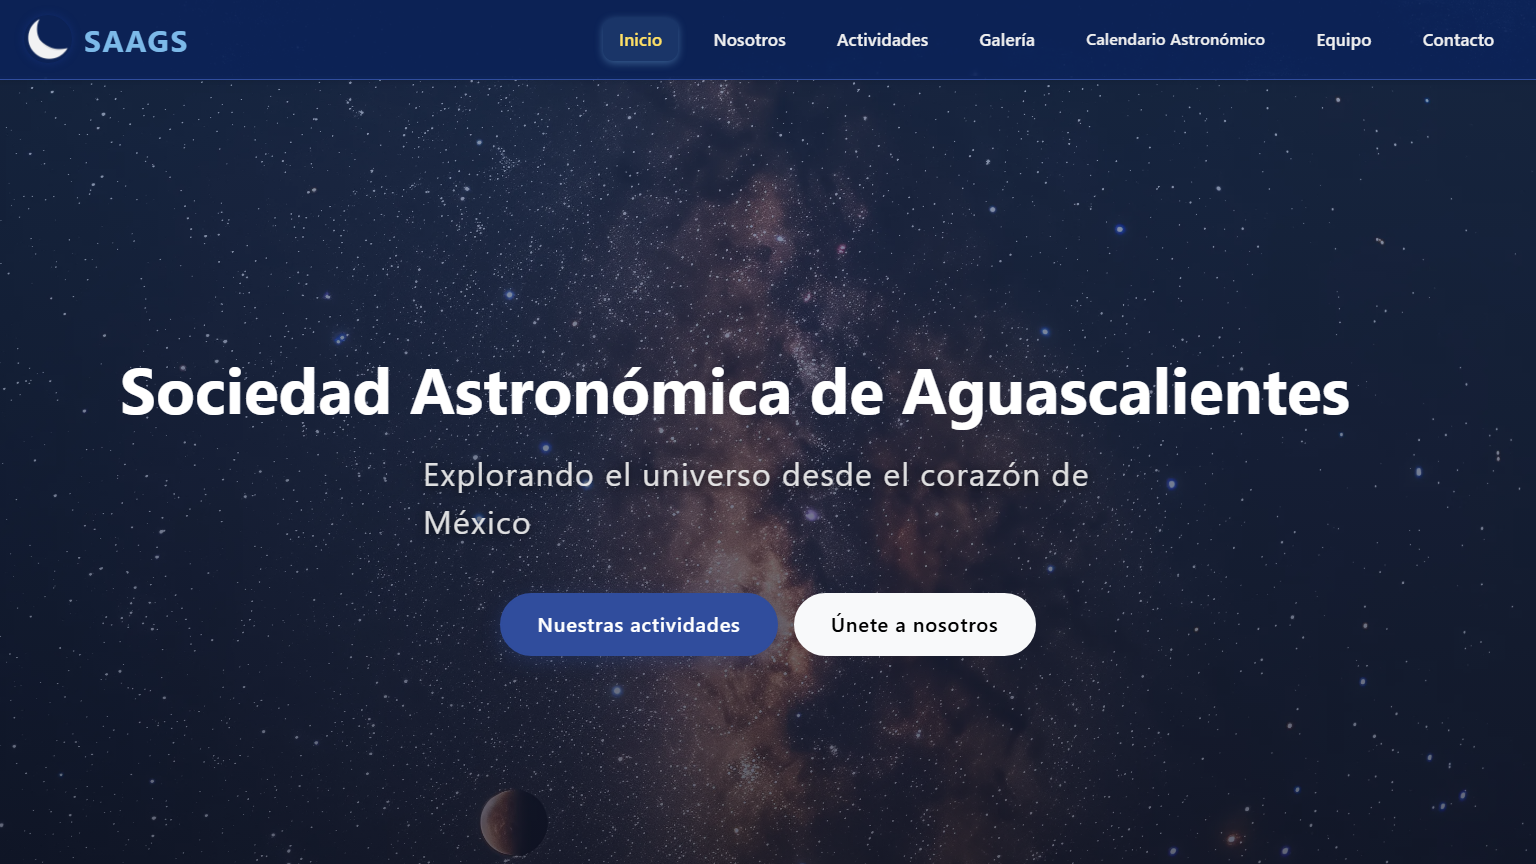 SAAGS
Inicio
Nosotros
Actividades
Galería
Calendario Astronómico
Equipo
Contacto
Sociedad Astronómica de Aguascalientes
Explorando el universo desde el corazón de
México
Nuestras actividades
Únete a nosotros